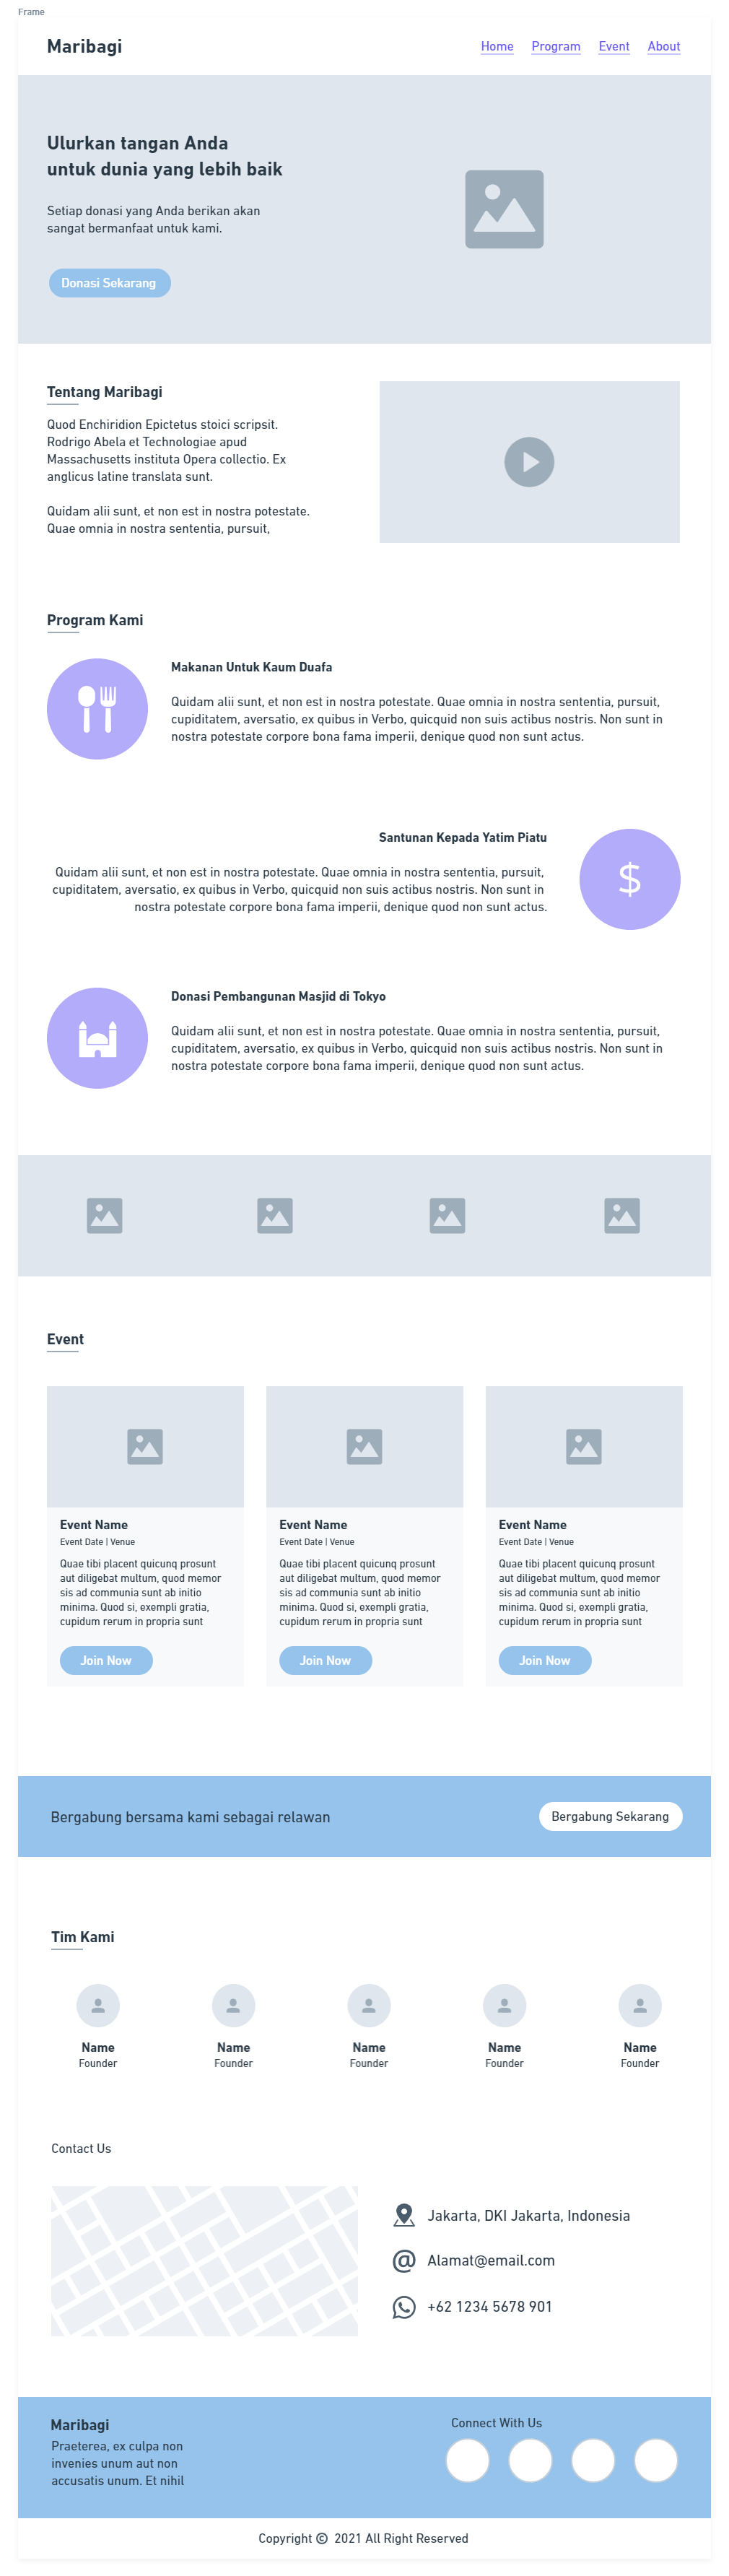 Frame
Maribagi
Home Program Event About
Ulurkan tangan Anda
untuk dunia yang lebih baik
Setiap donasi yang Anda berikan akan
sangat bermanfaat untuk kami.
Donasi Sekarang
Tentang Maribagi
Quod Enchiridion Epictetus stoici scripsit.
Rodrigo Abela et Technologiae apud
Massachusetts instituta Opera collectio. Ex
anglicus latine translata sunt.
Quidam alii sunt, et non est in nostra potestate.
Quae omnia in nostra sententia, pursuit,
Program Kami
Makanan Untuk Kaum Duafa
Quidam alii sunt, et non est in nostra potestate. Quae omnia in nostra sententia, pursuit,
cupiditatem, aversatio, ex quibus in Verbo, quicquid non suis actibus nostris. Non sunt in
nostra potestate corpore bona fama imperii, denique quod non sunt actus.
Santunan Kepada Yatim Piatu
Quidam alii sunt, et non est in nostra potestate. Quae omnia in nostra sententia, pursuit,
cupiditatem, aversatio, ex quibus in Verbo, quicquid non suis actibus nostris. Non sunt in
nostra potestate corpore bona fama imperii, denique quod non sunt actus.
$
Donasi Pembangunan Masjid di Tokyo
Quidam alii sunt, et non est in nostra potestate. Quae omnia in nostra sententia, pursuit,
cupiditatem, aversatio, ex quibus in Verbo, quicquid non suis actibus nostris. Non sunt in
nostra potestate corpore bona fama imperii, denique quod non sunt actus.
Event
Event Name
Event Date | Venue
Quae tibi placent quicunq prosunt
aut diligebat multum, quod memor
sis ad communia sunt ab initio
minima. Quod si, exempli gratia,
cupidum rerum in propria sunt
Join Now
Event Name
Event Date | Venue
Quae tibi placent quicunq prosunt
aut diligebat multum, quod memor
sis ad communia sunt ab initio
minima. Quod si, exempli gratia,
cupidum rerum in propria sunt
Join Now
Event Name
Event Date | Venue
Quae tibi placent quicunq prosunt
aut diligebat multum, quod memor
sis ad communia sunt ab initio
minima. Quod si, exempli gratia,
cupidum rerum in propria sunt
Join Now
Bergabung bersama kami sebagai relawan
Bergabung Sekarang
Tim Kami
Name Name Name Name Name
Founder Founder Founder Founder Founder
Contact Us
Jakarta, DKI Jakarta, Indonesia
@ Alamat@email.com
+62 1234 5678 901
Maribagi
Praeterea, ex culpa non
invenies unum aut non
accusatis unum. Et nihil
Connect With Us
Copyright © 2021 All Right Reserved